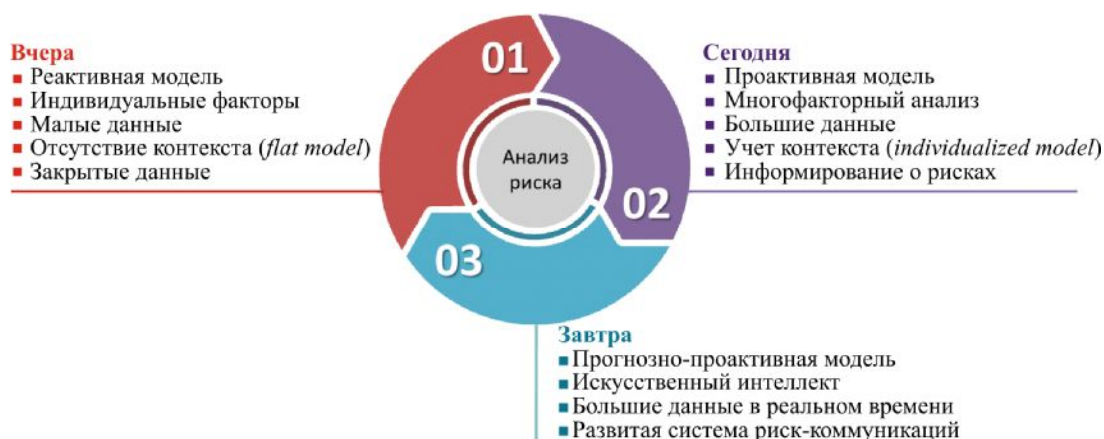 Вчера
Реактивная модель
Индивидуальные факторы
Малые данные
Отсутствие контекста (flat model)
Закрытые данные
01
Анализ
риска
02
03
Сегодня
Проактивная модель
Многофакторный анализ
Большие данные
Учет контекста (individualized model)
Информирование о рисках
Завтра
Прогнозно-проактивная модель
Искусственный интеллект
Большие данные в реальном времени
Развитая система риск-коммуникаций